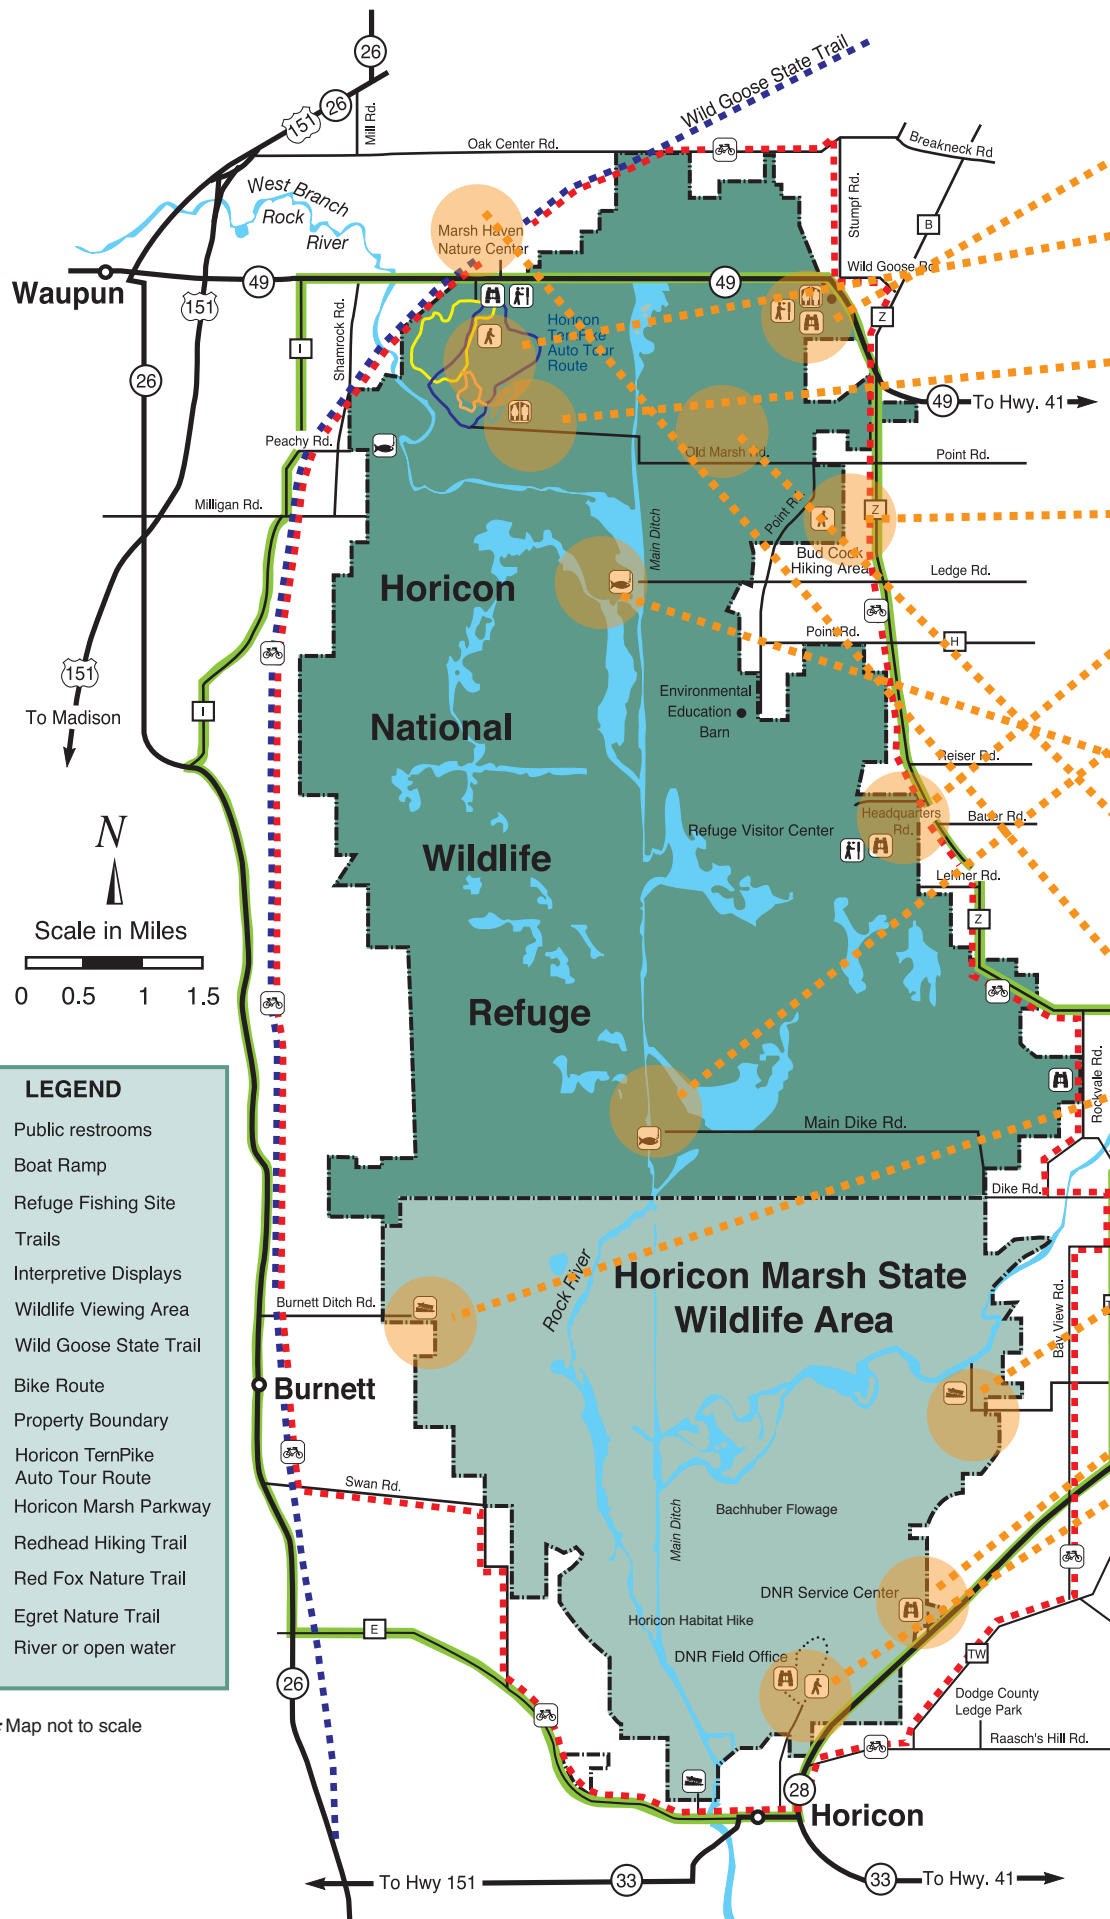 26
Wild Goose State Trail
151
26
Mill Rd.
Oak Center Rd.
Breakneck Rd
Stumpf Rd.
B
West Branch
Rock
River
Marsh Haven
Nature Center
Wild Goose Rd.
49
49
Waupun
151
Z
I
Shamrock Rd.
Horicon
TernPike
Auto Tour
Route
26
49
To Hwy. 41
Peachy Rd.
Old Marsh Rd.
Point Rd.
Milligan Rd.
Point Rd.
Z
Main Ditch
Bud Cook
Hiking Area
Ledge Rd.
Horicon
Point Rd.
H
151
To Madison
I
Environmental
Education
Barn
National
Reiser Rd.
N
Headquarters
Rd.
Bauer Rd.
Refuge Visitor Center
Wildlife
Lehner Rd.
Scale in Miles
0 0.5 1 1.5
Z
Refuge
Rockvale Rd.
LEGEND
Public restrooms
Boat Ramp
Refuge Fishing Site
Trails
Interpretive Displays
Wildlife Viewing Area
Wild Goose State Trail
Bike Route
Property Boundary
Horicon TernPike
Auto Tour Route
Horicon Marsh Parkway
Redhead Hiking Trail
Red Fox Nature Trail
Egret Nature Trail
River or open water
Main Dike Rd.
Dike Rd.
Rock River
Horicon Marsh State
Wildlife Area
Burnett Ditch Rd.
Bay View Rd.
Burnett
Swan Rd.
Main Ditch
Bachhuber Flowage
DNR Service Center
Horicon Habitat Hike
E
DNR Field Office
TW
26
Dodge County
Ledge Park
Map not to scale
Raasch's Hill Rd.
28
Horicon
To Hwy 151
33
33
To Hwy. 41